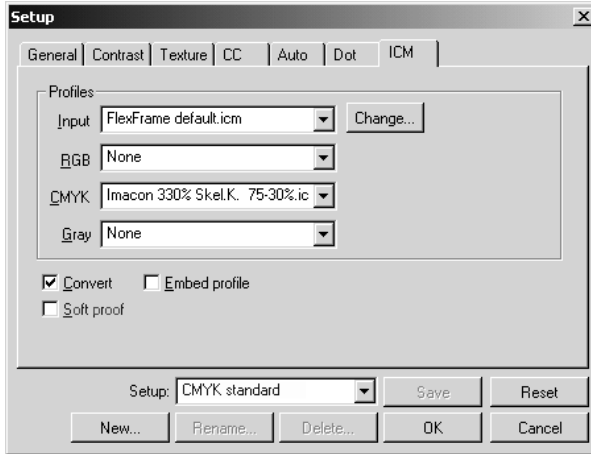 Setup
General Contrast Texture CC Auto Dot ICM
Profiles
Input FlexFrame default.icm Change...
RGB None
CMYK Imacon 330% Skel.K. 75-30%.ic
Gray None
Convert Embed profile
Soft proof
Setup: CMYK standard Save Reset
New... Rename... Delete... OK Cancel